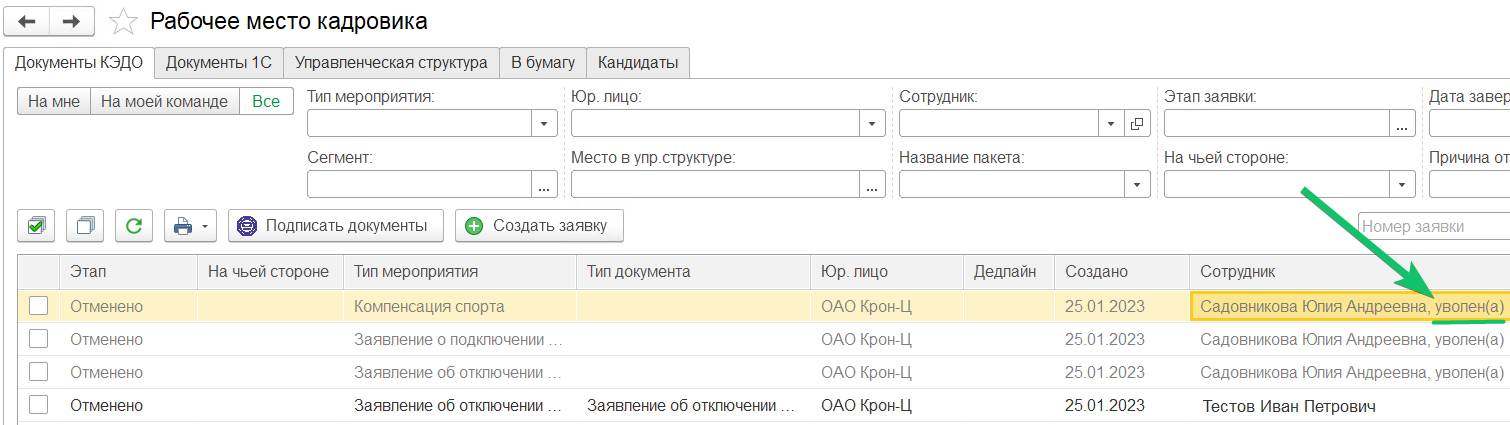 Рабочее место кадровика
Документы КЭДО Документы 1С Управленческая структура В бумагу Кандидаты
На мне На моей команде Все
Тип мероприятия: Юр. лицо: Сотрудник: Этап заявки: Дата завер
Сегмент: Место в упр.структуре: Название пакета: На чьей стороне: Причина от
Подписать документы Создать заявку Номер заявки
Этап На чьей стороне Тип мероприятия Тип документа Юр. лицо Дедлайн Создано Сотрудник
Отменено Компенсация спорта ОАО Крон-Ц 25.01.2023 Садовникова Юлия Андреевна, уволен(а)
Отменено Заявление о подключении ... ОАО Крон-Ц 25.01.2023 Садовникова Юлия Андреевна, уволен(а)
Отменено Заявление об отключении ... ОАО Крон-Ц 25.01.2023 Садовникова Юлия Андреевна, уволен(а)
Отменено Заявление об отключении ... Заявление об отключении ... ОАО Крон-Ц 25.01.2023 Тестов Иван Петрович